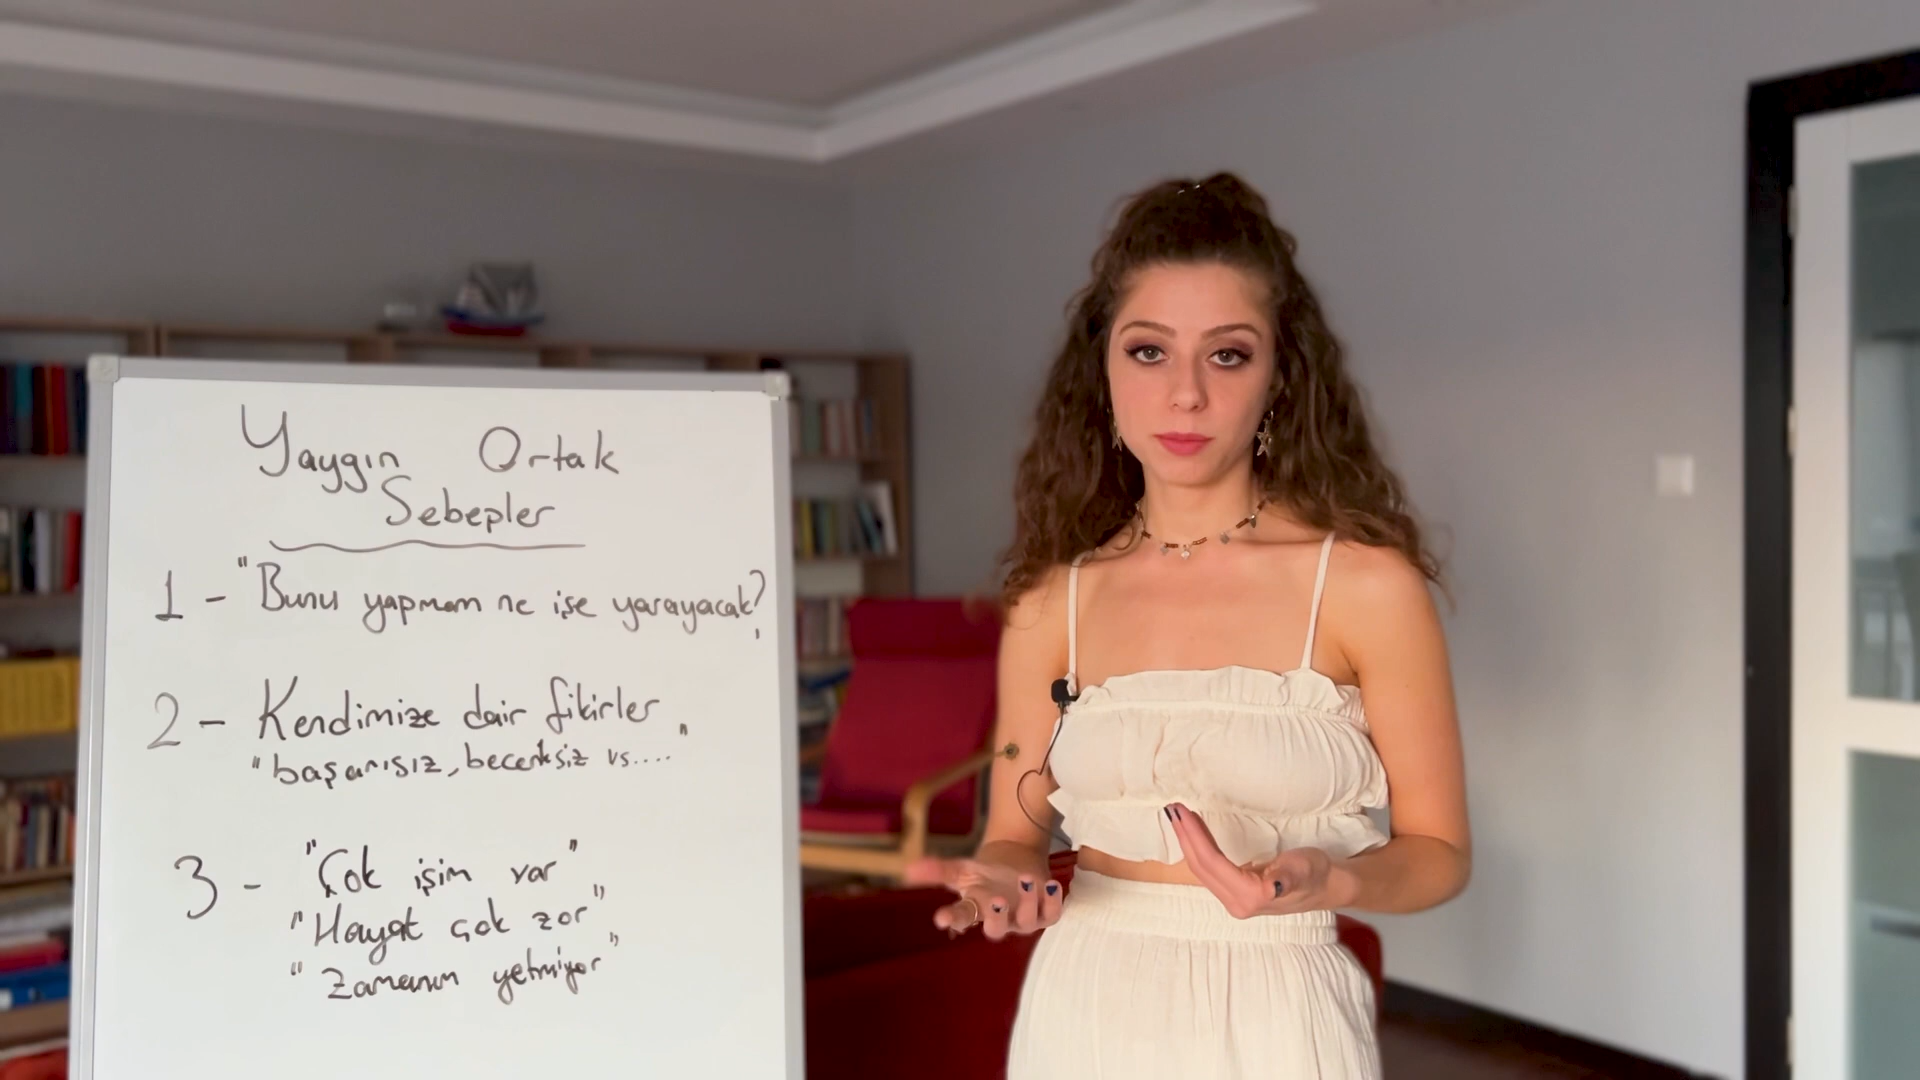 Yaygın Ortak
Sebepler
1 - "Bunu yapmam ne işe yarayacak?"
2 - Kendimize dair fikirler
"başarısız, beceriksiz vs.... "
3 - "Çok işim var"
"Hayat çok zor"
"Zamanım yetmiyor"